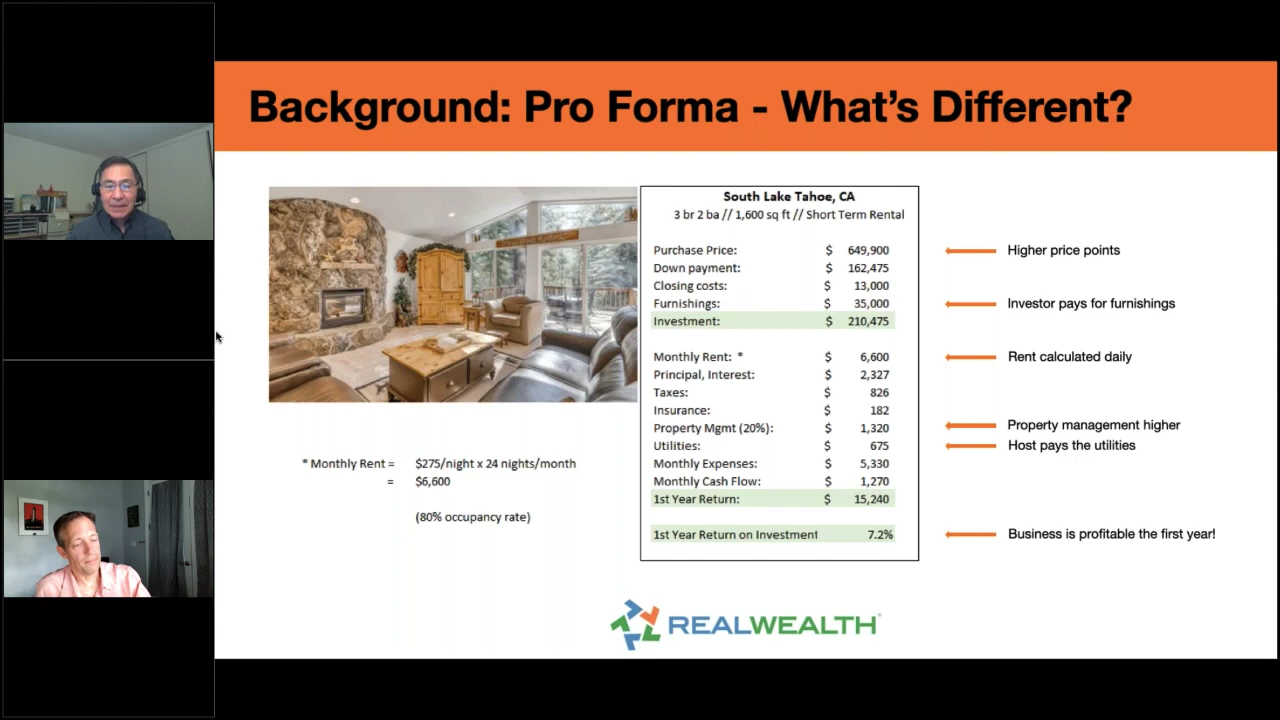 Background: Pro Forma - What's Different?
South Lake Tahoe, CA
3 br 2 ba // 1,600 sq ft // Short Term Rental
Purchase Price: $ 649,900
Higher price points
Down payment: $ 162,475
Closing costs: $ 13,000
Furnishings: $ 35,000
Investor pays for furnishings
Investment: $ 210,475
Monthly Rent: * $ 6,600
Rent calculated daily
Principal, Interest: $ 2,327
Taxes: $ 826
Insurance: $ 182
Property Mgmt (20%): $ 1,320
Property management higher
Utilities: $ 675
Host pays the utilities
Monthly Expenses: $ 5,330
Monthly Cash Flow: $ 1,270
1st Year Return: $ 15,240
1st Year Return on Investment 7.2%
Business is profitable the first year!
* Monthly Rent = $275/night x 24 nights/month
= $6,600
(80% occupancy rate)
REALWEALTH